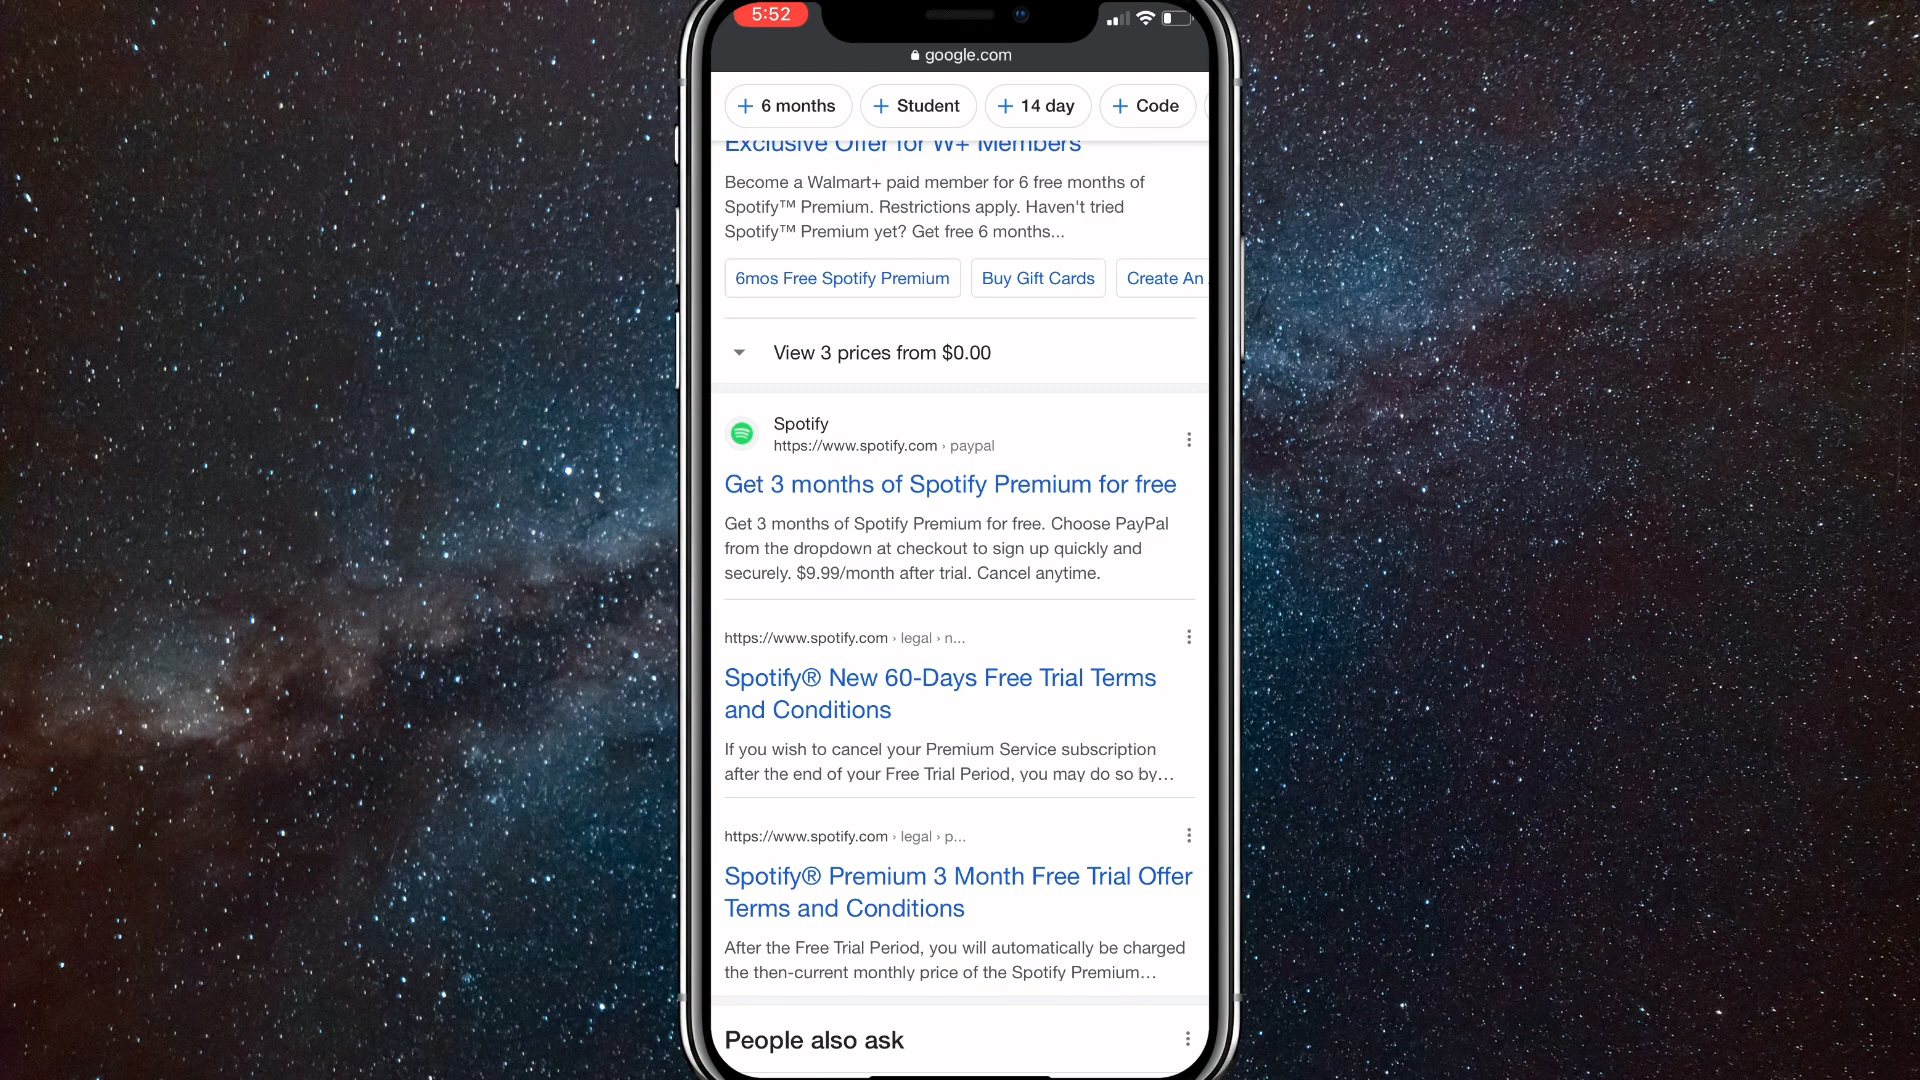 5:52
google.com
+ 6 months + Student + 14 day + Code
Exclusive Offer for W+ Members
Become a Walmart+ paid member for 6 free months of
Spotify™ Premium. Restrictions apply. Haven't tried
Spotify™ Premium yet? Get free 6 months...
6mos Free Spotify Premium Buy Gift Cards Create An
View 3 prices from $0.00
Spotify
https://www.spotify.com › paypal
Get 3 months of Spotify Premium for free
Get 3 months of Spotify Premium for free. Choose PayPal
from the dropdown at checkout to sign up quickly and
securely. $9.99/month after trial. Cancel anytime.
https://www.spotify.com › legal › n...
Spotify® New 60-Days Free Trial Terms
and Conditions
If you wish to cancel your Premium Service subscription
after the end of your Free Trial Period, you may do so by...
https://www.spotify.com › legal › p...
Spotify® Premium 3 Month Free Trial Offer
Terms and Conditions
After the Free Trial Period, you will automatically be charged
the then-current monthly price of the Spotify Premium...
People also ask